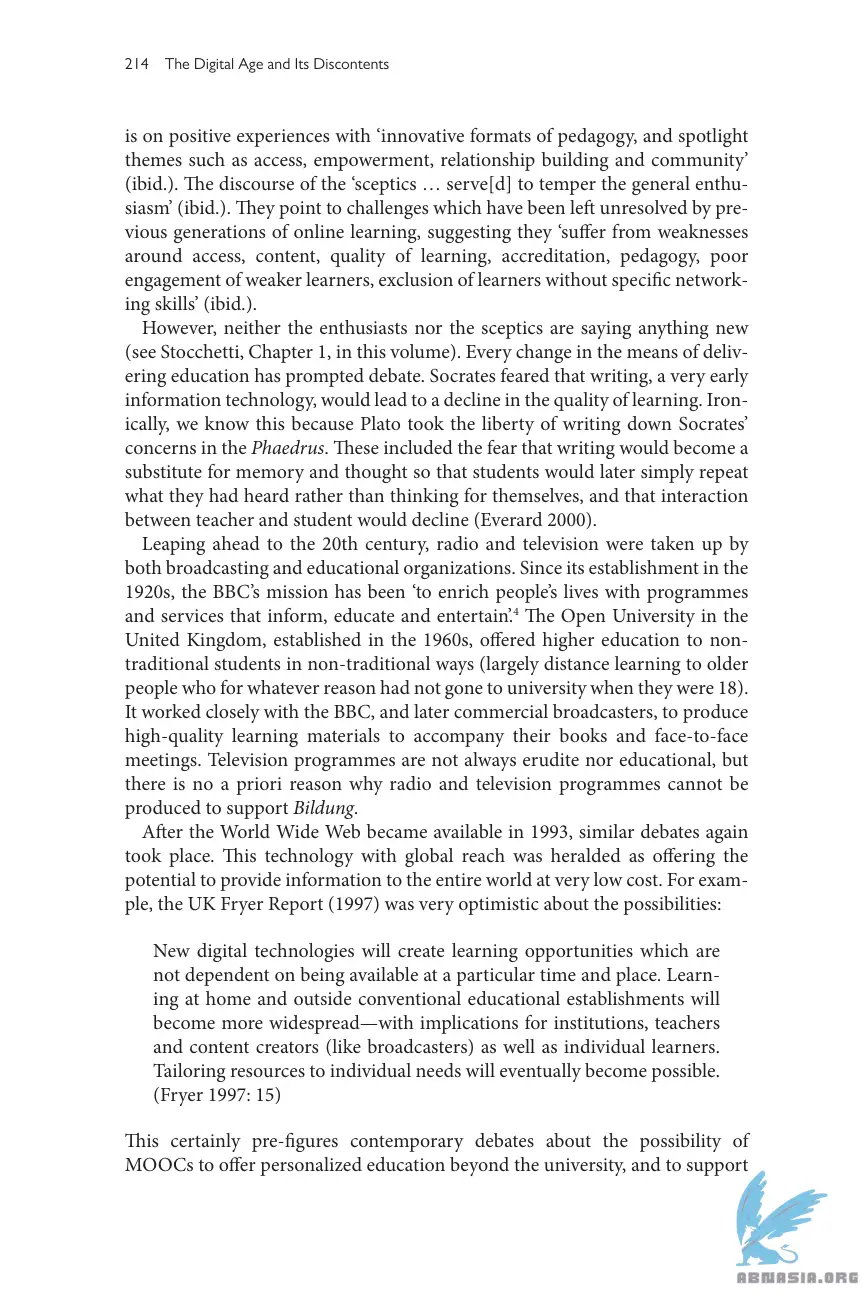 214 The Digital Age and Its Discontents
is on positive experiences with ‘innovative formats of pedagogy, and spotlight
themes such as access, empowerment, relationship building and community’
(ibid.). The discourse of the ‘sceptics … serve[d] to temper the general enthu-
siasm’ (ibid.). They point to challenges which have been left unresolved by pre-
vious generations of online learning, suggesting they ‘suffer from weaknesses
around access, content, quality of learning, accreditation, pedagogy, poor
engagement of weaker learners, exclusion of learners without specific network-
ing skills’ (ibid.).
However, neither the enthusiasts nor the sceptics are saying anything new
(see Stocchetti, Chapter 1, in this volume). Every change in the means of deliv-
ering education has prompted debate. Socrates feared that writing, a very early
information technology, would lead to a decline in the quality of learning. Iron-
ically, we know this because Plato took the liberty of writing down Socrates’
concerns in the Phaedrus. These included the fear that writing would become a
substitute for memory and thought so that students would later simply repeat
what they had heard rather than thinking for themselves, and that interaction
between teacher and student would decline (Everard 2000).
Leaping ahead to the 20th century, radio and television were taken up by
both broadcasting and educational organizations. Since its establishment in the
1920s, the BBC’s mission has been ‘to enrich people’s lives with programmes
and services that inform, educate and entertain’.⁴ The Open University in the
United Kingdom, established in the 1960s, offered higher education to non-
traditional students in non-traditional ways (largely distance learning to older
people who for whatever reason had not gone to university when they were 18).
It worked closely with the BBC, and later commercial broadcasters, to produce
high-quality learning materials to accompany their books and face-to-face
meetings. Television programmes are not always erudite nor educational, but
there is no a priori reason why radio and television programmes cannot be
produced to support Bildung.
After the World Wide Web became available in 1993, similar debates again
took place. This technology with global reach was heralded as offering the
potential to provide information to the entire world at very low cost. For exam-
ple, the UK Fryer Report (1997) was very optimistic about the possibilities:
New digital technologies will create learning opportunities which are
not dependent on being available at a particular time and place. Learn-
ing at home and outside conventional educational establishments will
become more widespread—with implications for institutions, teachers
and content creators (like broadcasters) as well as individual learners.
Tailoring resources to individual needs will eventually become possible.
(Fryer 1997: 15)
This certainly pre-figures contemporary debates about the possibility of
MOOCs to offer personalized education beyond the university, and to support
ABNASIA.ORG